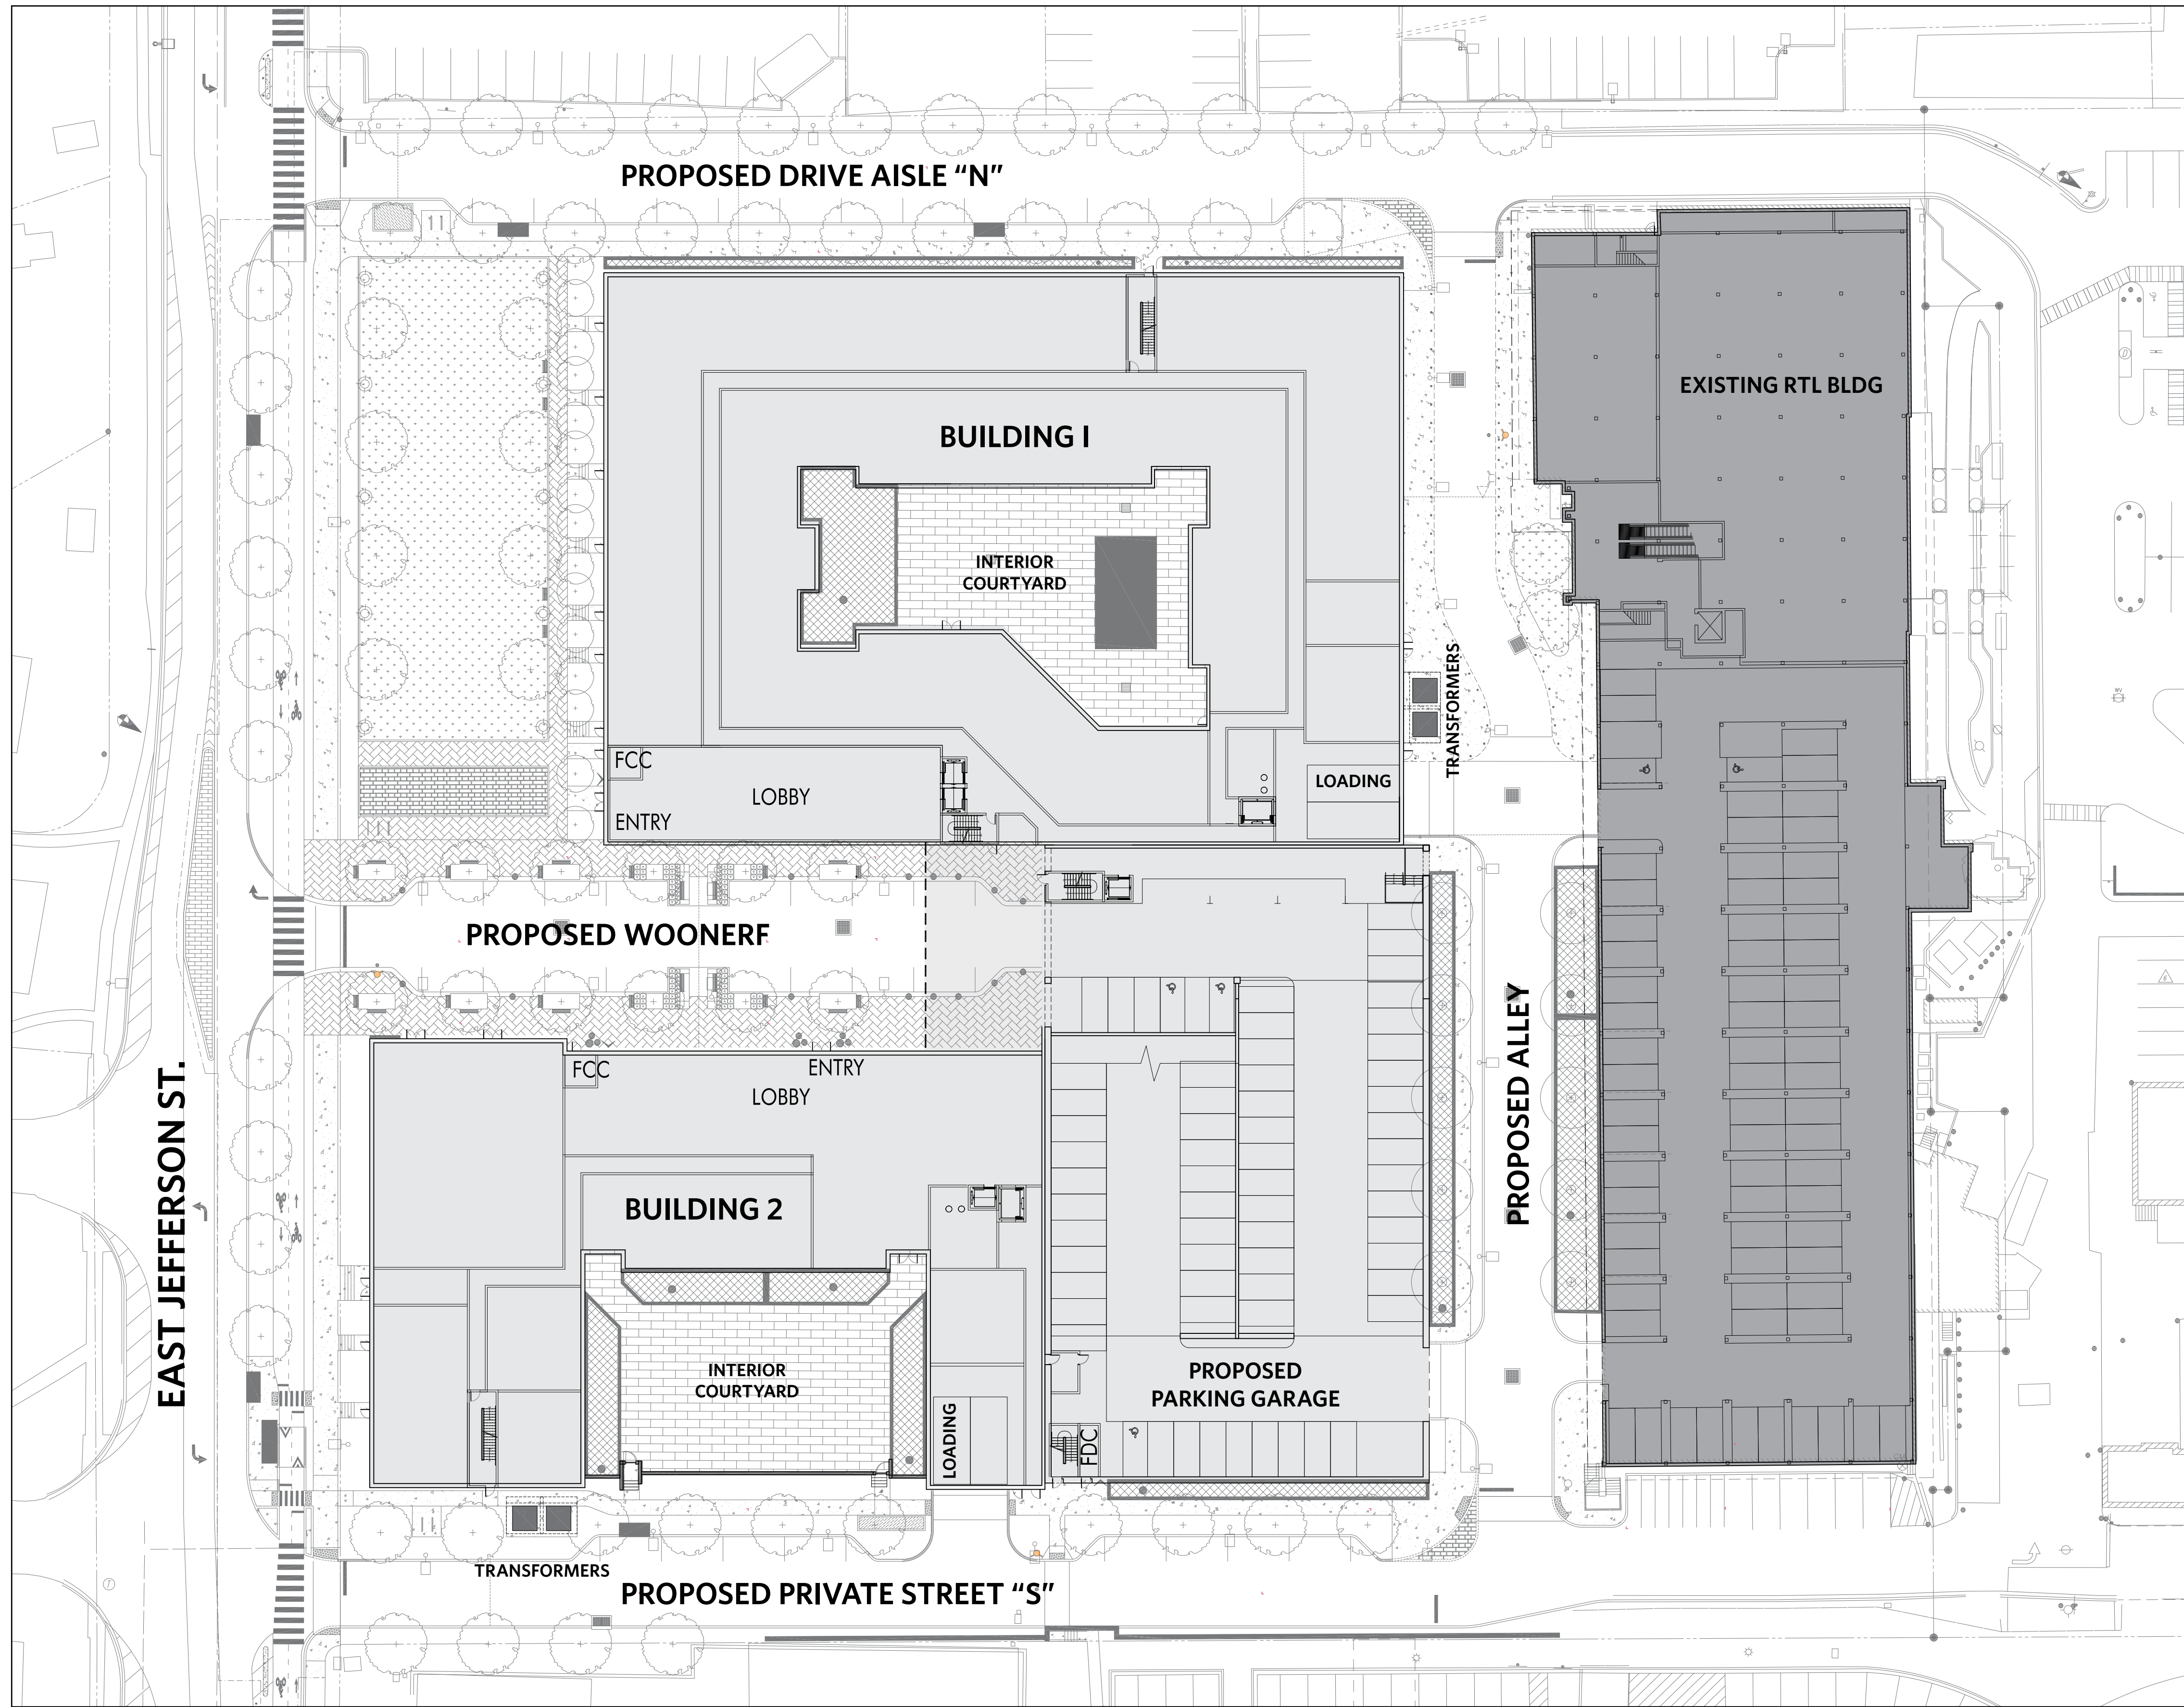 PROPOSED DRIVE AISLE “N”
EXISTING RTL BLDG
BUILDING I
INTERIOR
COURTYARD
TRANSFORMERS
FCC
LOBBY
ENTRY
LOADING
PROPOSED WOONERF
PROPOSED ALLEY
EAST JEFFERSON ST.
FCC
ENTRY
LOBBY
BUILDING 2
INTERIOR
COURTYARD
LOADING
FDC
PROPOSED
PARKING GARAGE
TRANSFORMERS
PROPOSED PRIVATE STREET “S”
WV